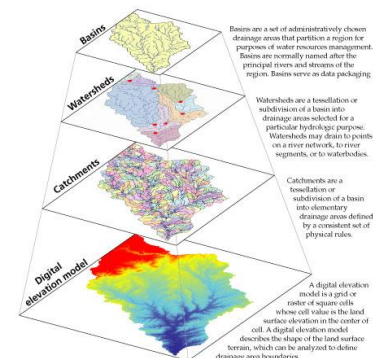 Basins
Basins are a set of administratively chosen
drainage areas that partition a region for
purposes of water resources management.
Basins are normally named after the
principal rivers and streams of the
region. Basins serve as data packaging
Watersheds
Watersheds are a tessellation or
subdivision of a basin into
drainage areas selected for a
particular hydrologic purpose.
Watersheds may drain to points
on a river network, to river
segments, or to waterbodies.
Catchments
Catchments are a
tessellation or
subdivision of a basin
into elementary
drainage areas defined
by a consistent set of
physical rules.
Digital
elevation model
A digital elevation
model is a grid or
raster of square cells
whose cell value is the land
surface elevation in the center of
cell. A digital elevation model
describes the shape of the land surface
terrain, which can be analyzed to define
drainage area boundaries